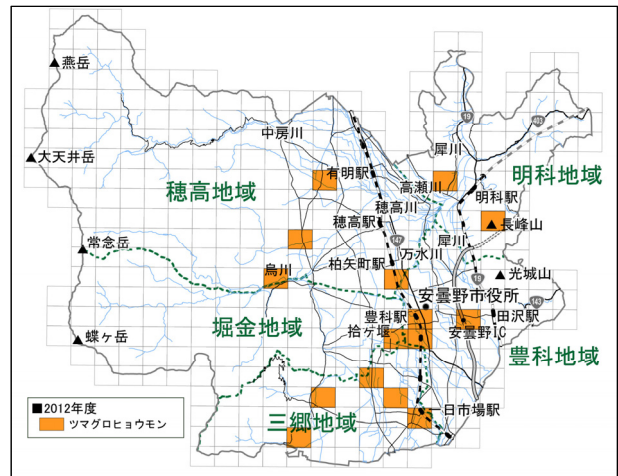 燕岳
大天井岳
常念岳
蝶ヶ岳
中房川
有明駅
穂高地域
高瀬川
穂高川
穂高駅
147
万水川
柏矢町駅
烏川
堀金地域
豊科駅
拾ヶ堰
三郷地域
一日市場駅
19
403
犀川
明科地域
明科駅
長峰山
犀川
光城山
19
安曇野市役所
143
田沢駅
安曇野IC
豊科地域
■2012年度
ツマグロヒョウモン